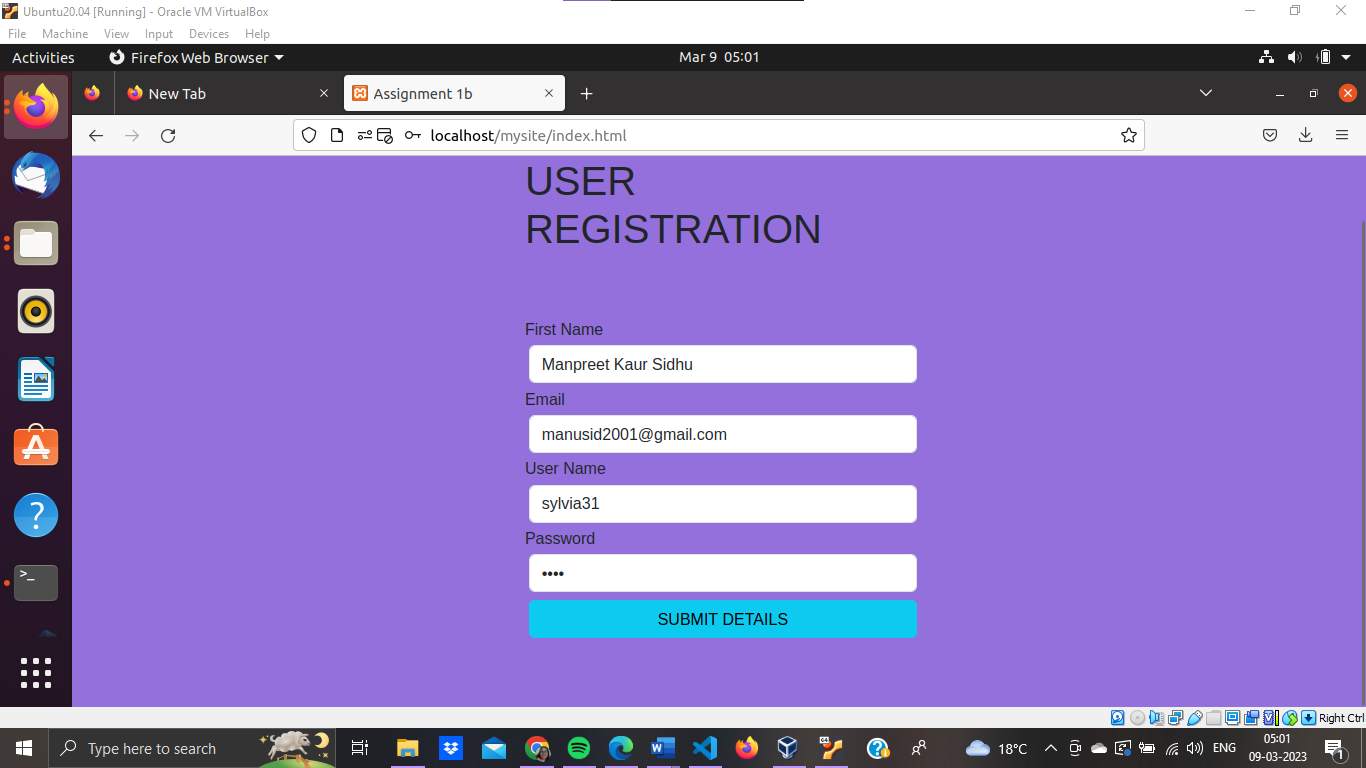 Ubuntu20.04 [Running] - Oracle VM VirtualBox
File Machine View Input Devices Help
Activities Firefox Web Browser Mar 9 05:01
New Tab Assignment 1b
localhost/mysite/index.html
USER
REGISTRATION
First Name
Manpreet Kaur Sidhu
Email
manusid2001@gmail.com
User Name
sylvia31
Password
••••
SUBMIT DETAILS
Right Ctrl
Type here to search 18°C ENG 05:01
09-03-2023 1